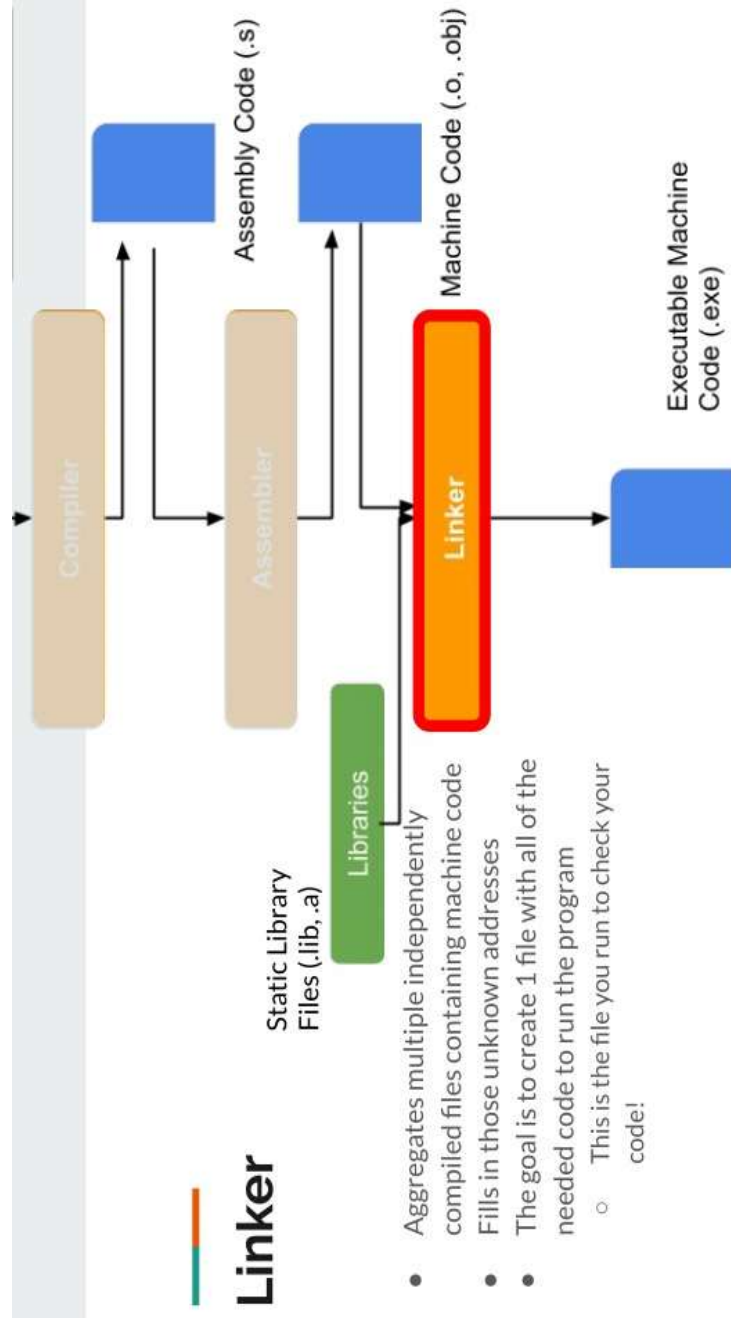 Linker
Aggregates multiple independently
compiled files containing machine code
Fills in those unknown addresses
The goal is to create 1 file with all of the
needed code to run the program
This is the file you run to check your
code!
Static Library
Files (.lib, .a)
Libraries
Compiler
Assembly Code (.s)
Assembler
Machine Code (.o, .obj)
Linker
Executable Machine
Code (.exe)